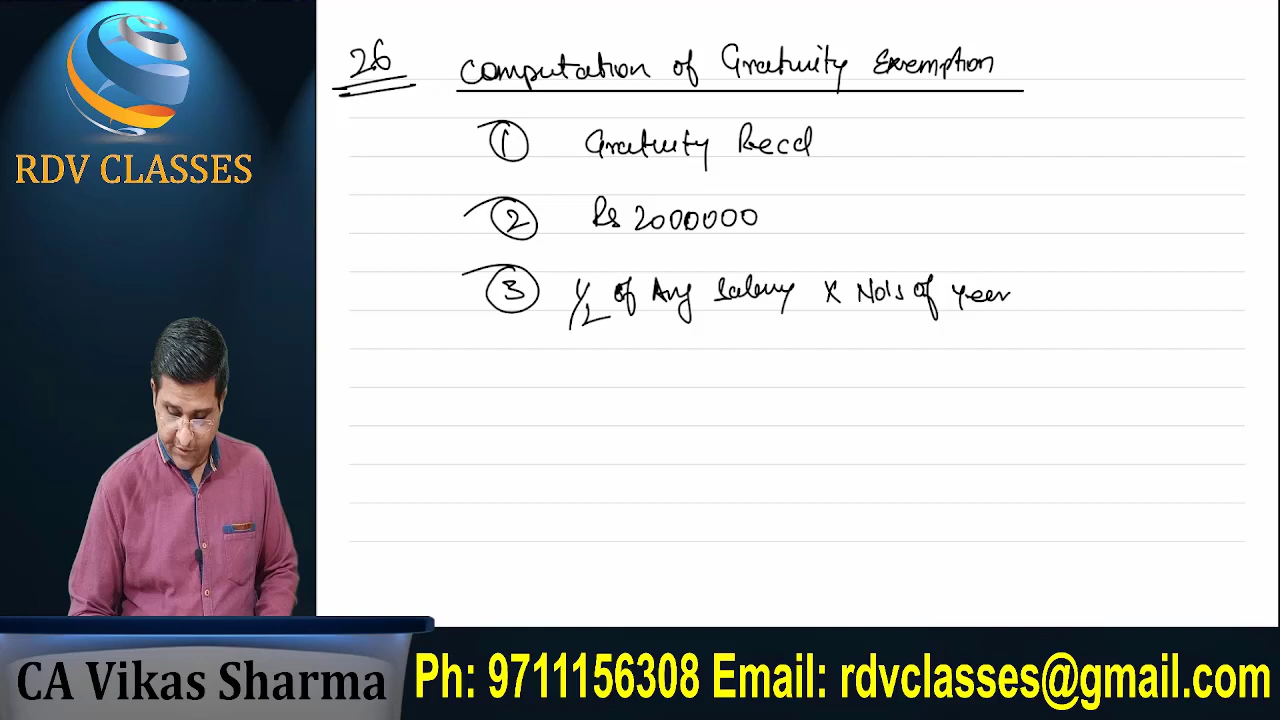 RDV CLASSES
26 Computation of Gratuity Exemption
① Gratuity Recd
② Rs 2000000
③ 1/2 of Avg Salary × No's of year
CA Vikas Sharma
Ph: 9711156308 Email: rdvclasses@gmail.com